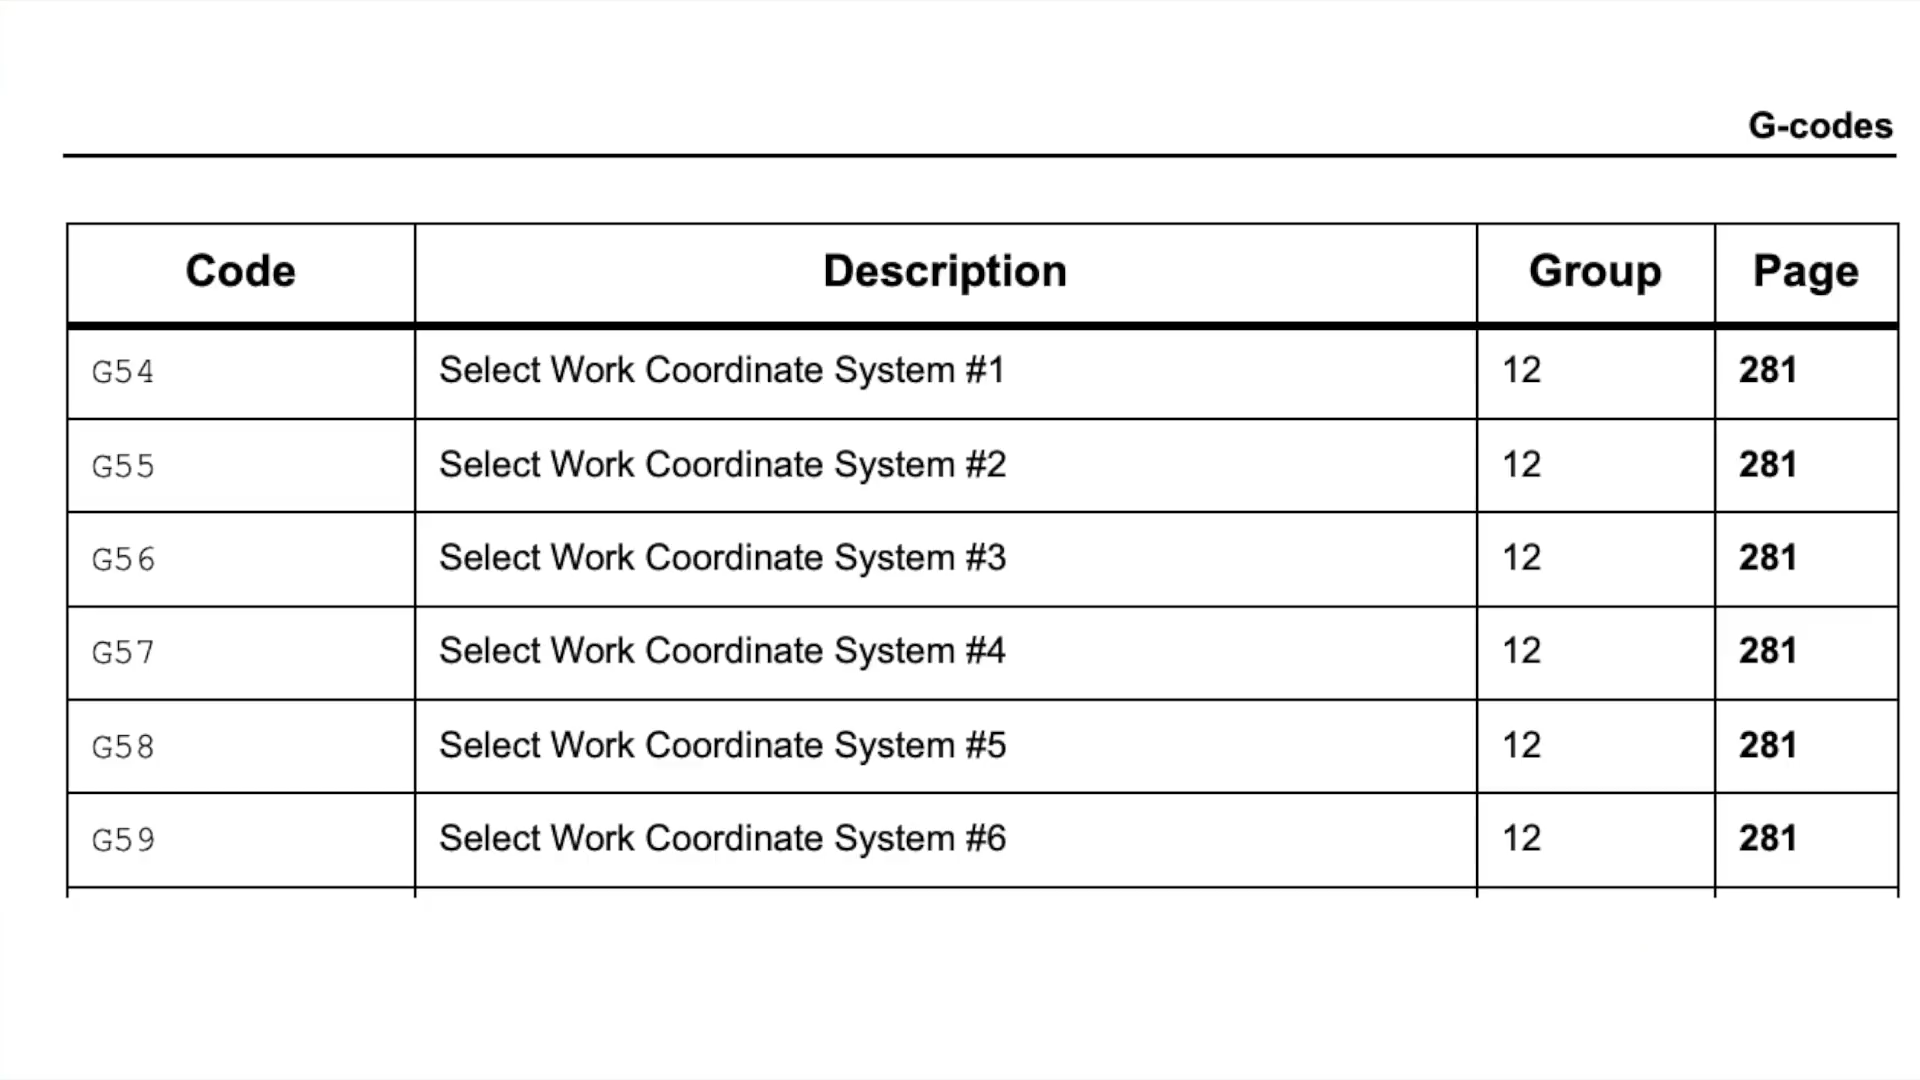 G-codes
Code Description Group Page
G54 Select Work Coordinate System #1 12 281
G55 Select Work Coordinate System #2 12 281
G56 Select Work Coordinate System #3 12 281
G57 Select Work Coordinate System #4 12 281
G58 Select Work Coordinate System #5 12 281
G59 Select Work Coordinate System #6 12 281